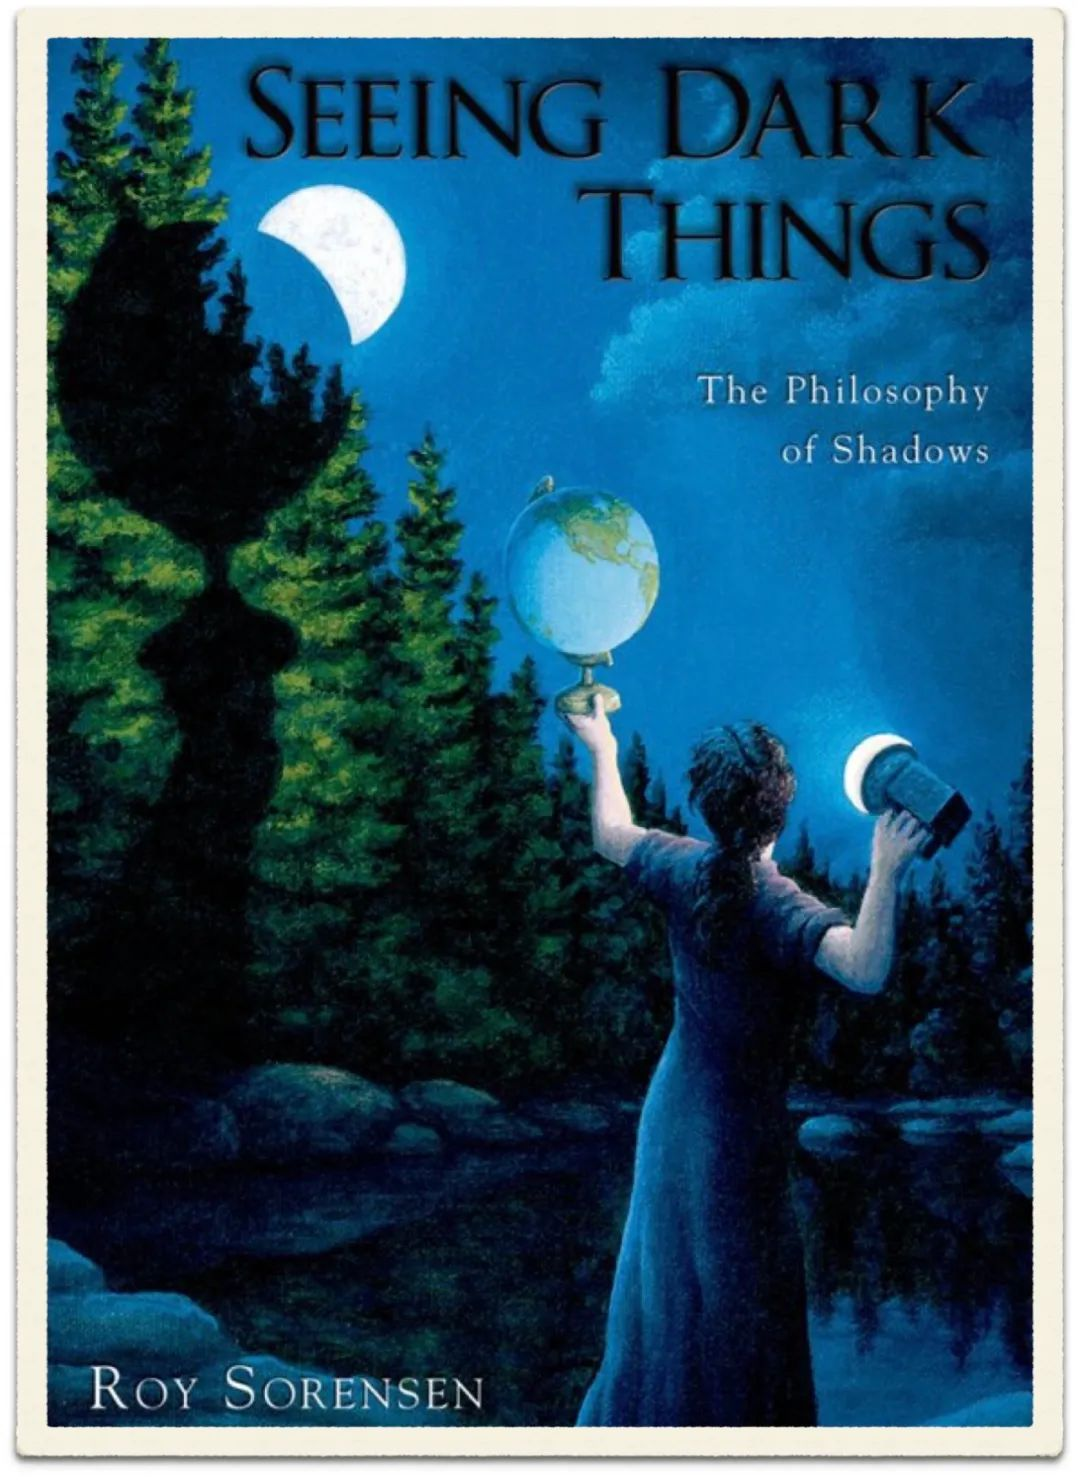 SEEING DARK
THINGS
The Philosophy
of Shadows
ROY SORENSEN